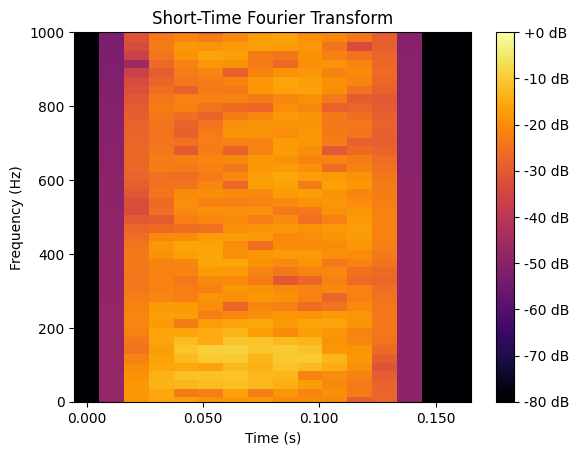 Short-Time Fourier Transform
1000
800
600
400
200
0
Frequency (Hz)
0.000
0.050
0.100
0.150
Time (s)
+0 dB
-10 dB
-20 dB
-30 dB
-40 dB
-50 dB
-60 dB
-70 dB
-80 dB